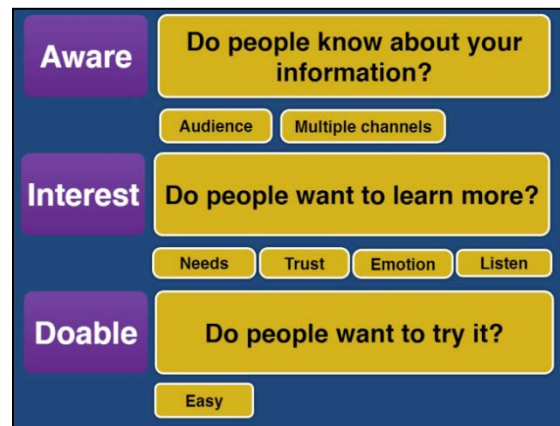 Aware
Do people know about your
information?
Audience
Multiple channels
Interest
Do people want to learn more?
Needs
Trust
Emotion
Listen
Doable
Do people want to try it?
Easy